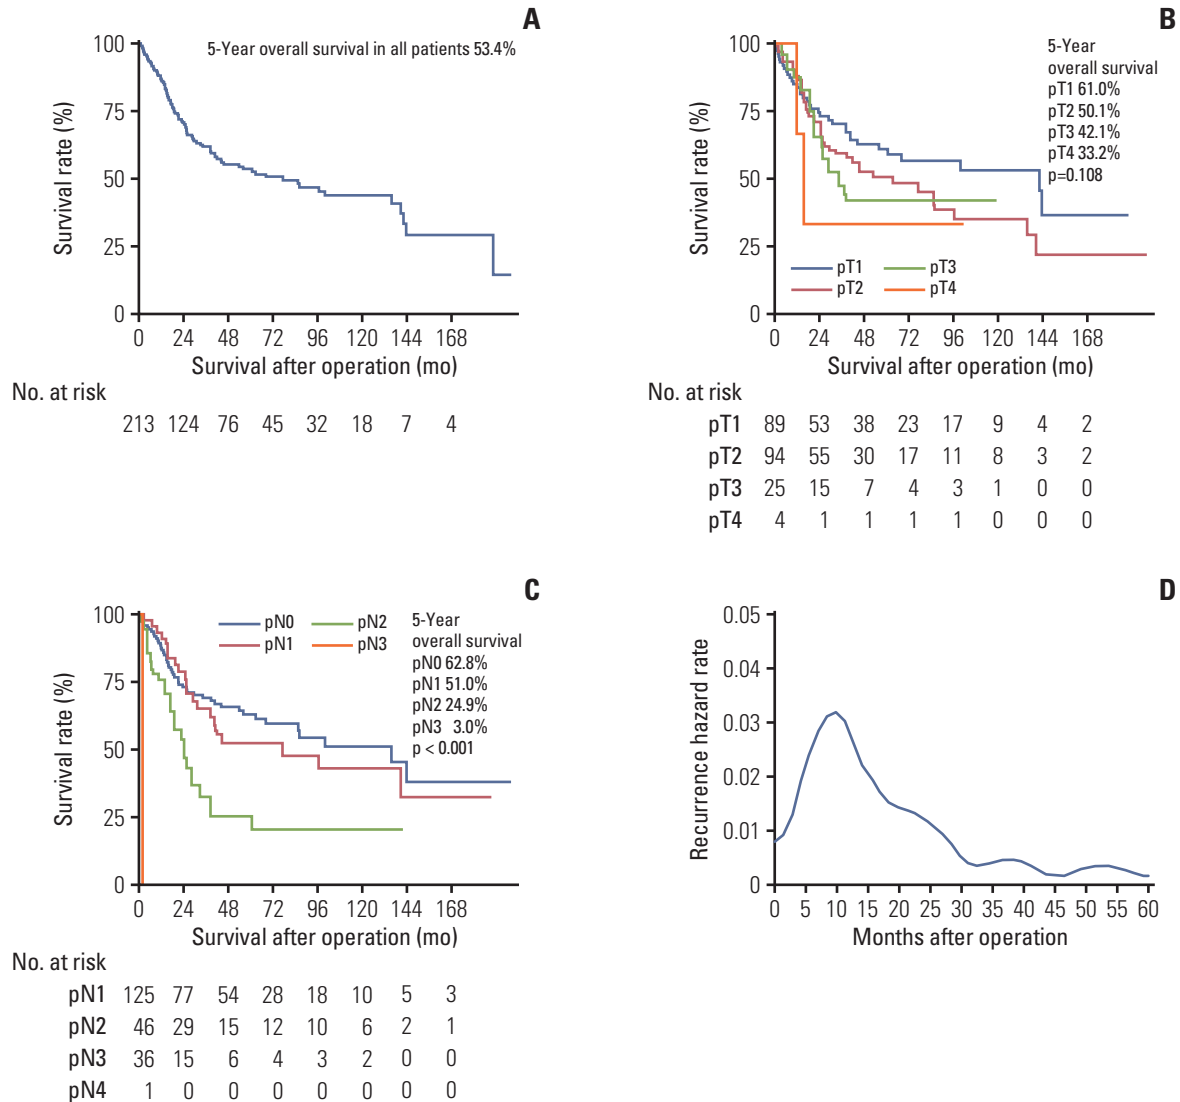 A
5-Year overall survival in all patients 53.4%
100
75
50
25
0
Survival rate (%)
0 24 48 72 96 120 144 168
Survival after operation (mo)
No. at risk
213 124 76 45 32 18 7 4
B
5-Year
overall survival
pT1 61.0%
pT2 50.1%
pT3 42.1%
pT4 33.2%
p=0.108
100
75
50
25
0
Survival rate (%)
pT1 pT3
pT2 pT4
0 24 48 72 96 120 144 168
Survival after operation (mo)
No. at risk
pT1 89 53 38 23 17 9 4 2
pT2 94 55 30 17 11 8 3 2
pT3 25 15 7 4 3 1 0 0
pT4 4 1 1 1 1 0 0 0
C
pN0 pN2
pN1 pN3
5-Year
overall survival
pN0 62.8%
pN1 51.0%
pN2 24.9%
pN3 3.0%
p < 0.001
100
75
50
25
0
Survival rate (%)
0 24 48 72 96 120 144 168
Survival after operation (mo)
No. at risk
pN1 125 77 54 28 18 10 5 3
pN2 46 29 15 12 10 6 2 1
pN3 36 15 6 4 3 2 0 0
pN4 1 0 0 0 0 0 0 0
D
0.05
0.04
0.03
0.02
0.01
0
Recurrence hazard rate
0 5 10 15 20 25 30 35 40 45 50 55 60
Months after operation